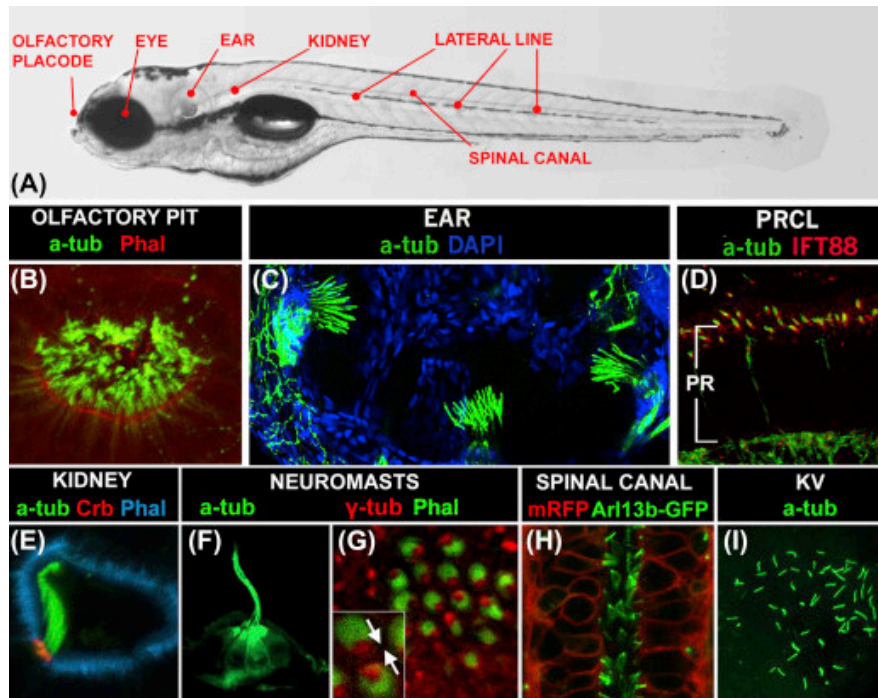 OLFACTORY
PLACODE
EYE
EAR
KIDNEY
LATERAL LINE
SPINAL CANAL
(A)
OLFACTORY PIT
a-tub Phal
(B)
EAR
a-tub DAPI
(C)
PRCL
a-tub IFT88
(D)
PR
KIDNEY
a-tub Crb Phal
(E)
NEUROMASTS
a-tub
γ-tub Phal
(F)
(G)
SPINAL CANAL
mRFP Arl13b-GFP
(H)
KV
a-tub
(I)